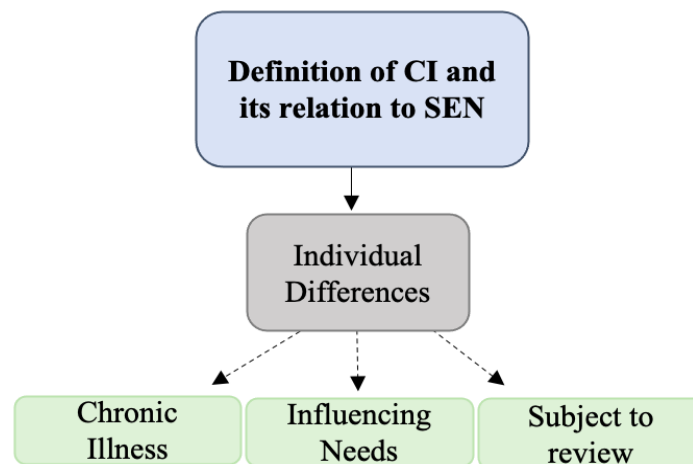 Definition of CI and
its relation to SEN
Individual
Differences
Chronic
Illness
Influencing
Needs
Subject to
review